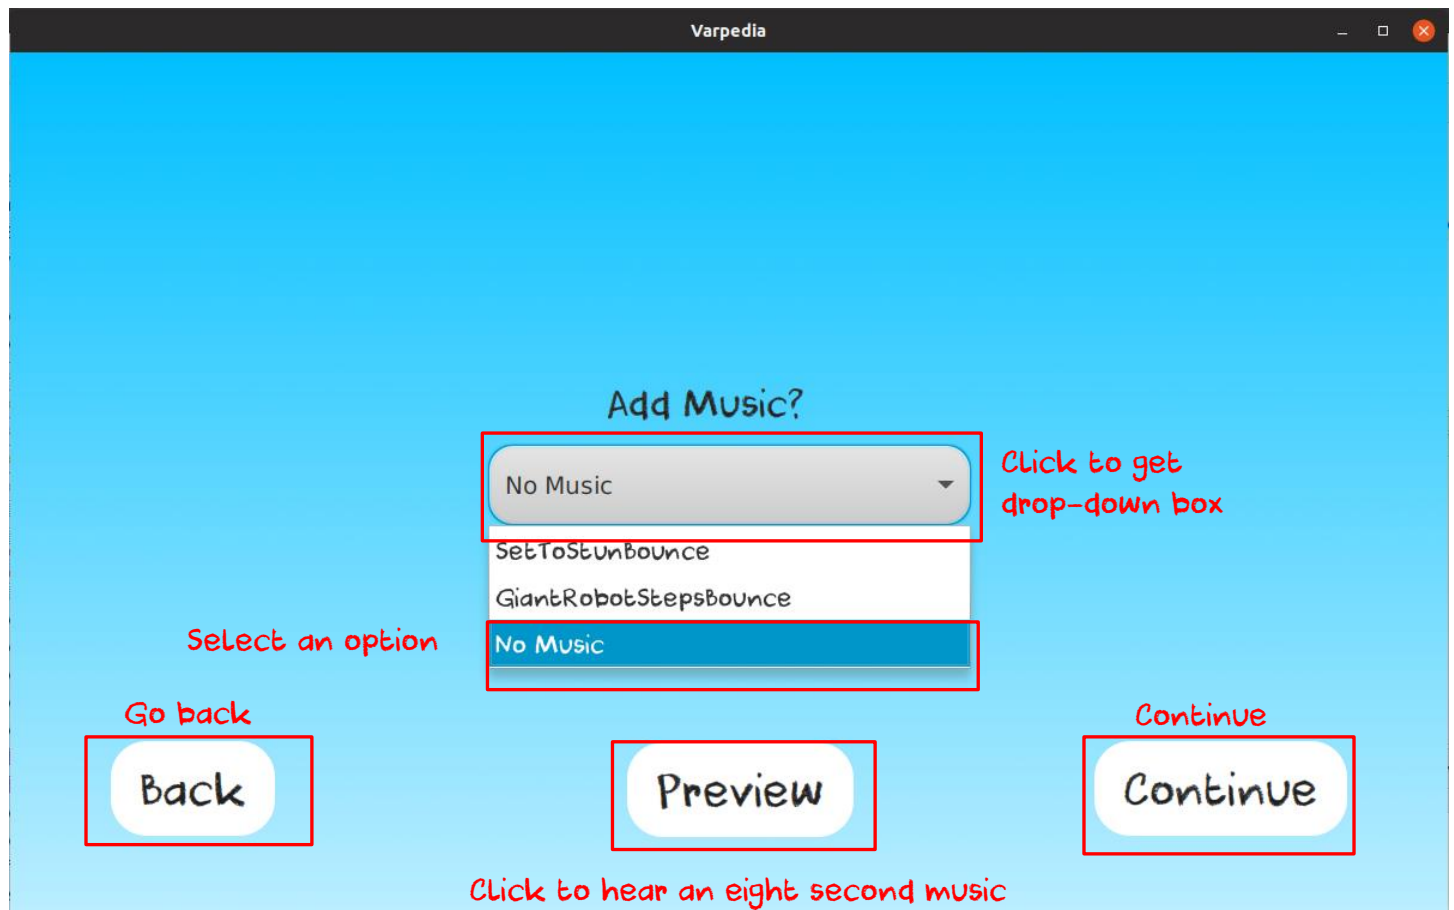 Varpedia
Add Music?
No Music
Click to get
drop-down box
SetToStunBounce
GiantRobotStepsBounce
Select an option
No Music
Go back
Continue
Back
Preview
Continue
Click to hear an eight second music